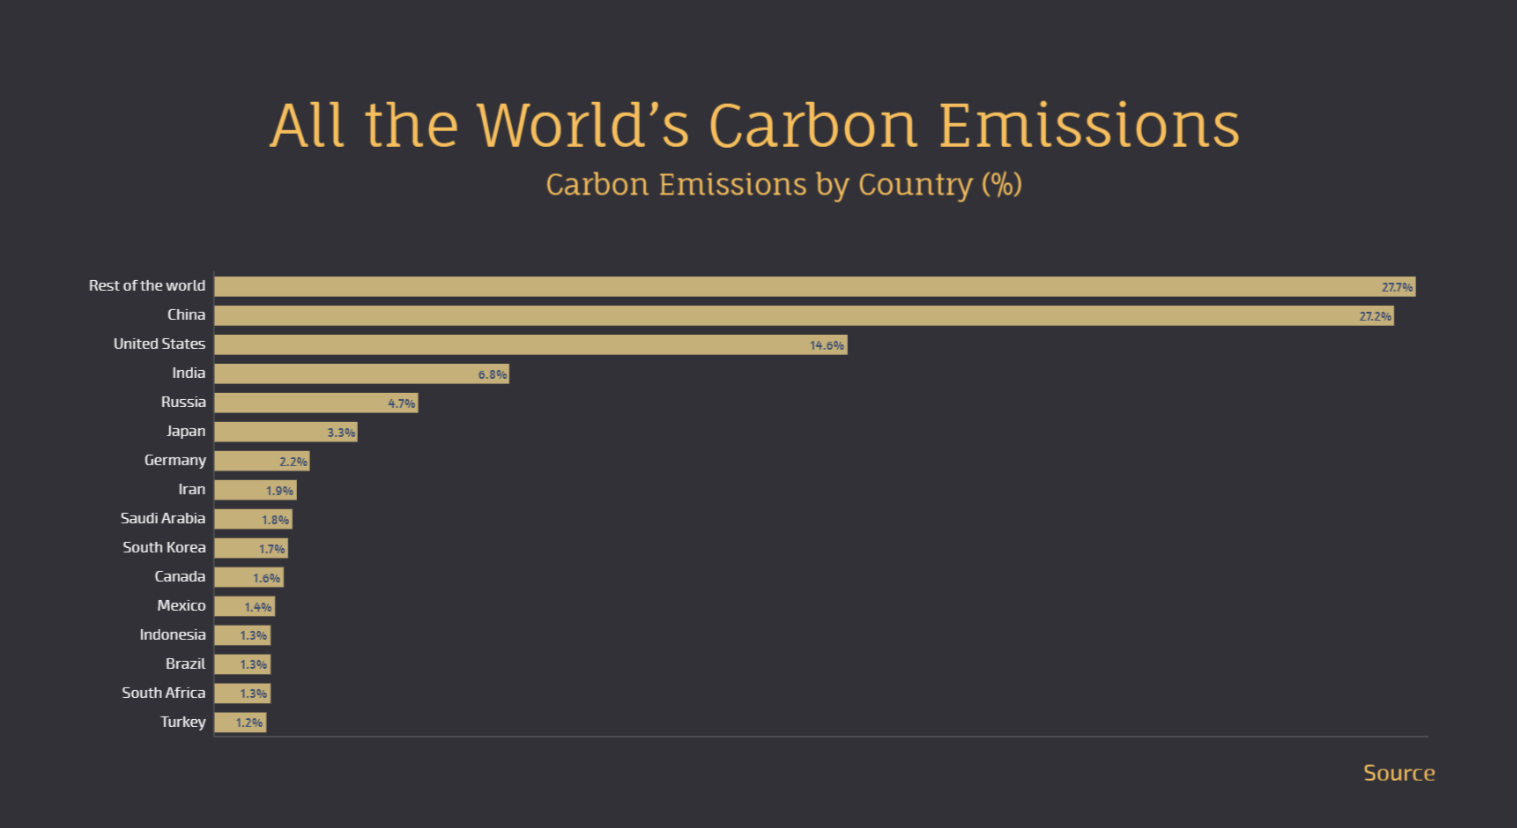 All the World’s Carbon Emissions
Carbon Emissions by Country (%)
Rest of the world 27.7%
China 27.2%
United States 14.6%
India 6.8%
Russia 4.7%
Japan 3.3%
Germany 2.2%
Iran 1.9%
Saudi Arabia 1.8%
South Korea 1.7%
Canada 1.6%
Mexico 1.4%
Indonesia 1.3%
Brazil 1.3%
South Africa 1.3%
Turkey 1.2%
Source